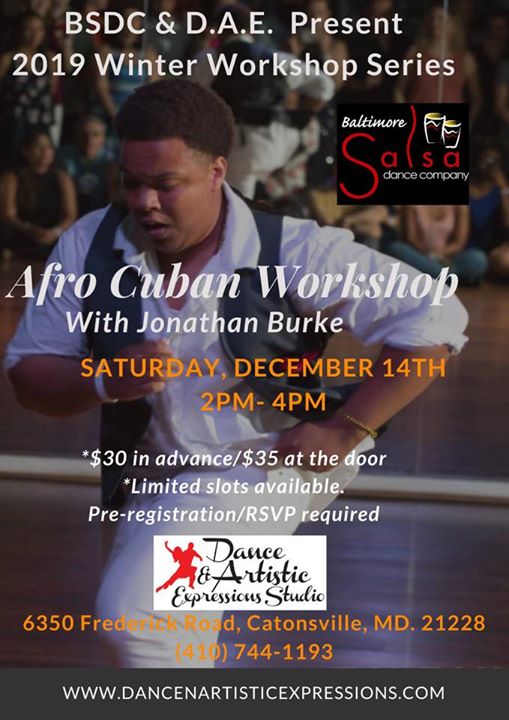 BSDC & D.A.E. Present
2019 Winter Workshop Series
Baltimore
Salsa
dance company
Afro Cuban Workshop
With Jonathan Burke
SATURDAY, DECEMBER 14TH
2PM- 4PM
*$30 in advance/$35 at the door
*Limited slots available.
Pre-registration/RSVP required
Dance
& Artistic
Expressions Studio
6350 Frederick Road, Catonsville, MD. 21228
(410) 744-1193
WWW.DANCENARTISTICEXPRESSIONS.COM